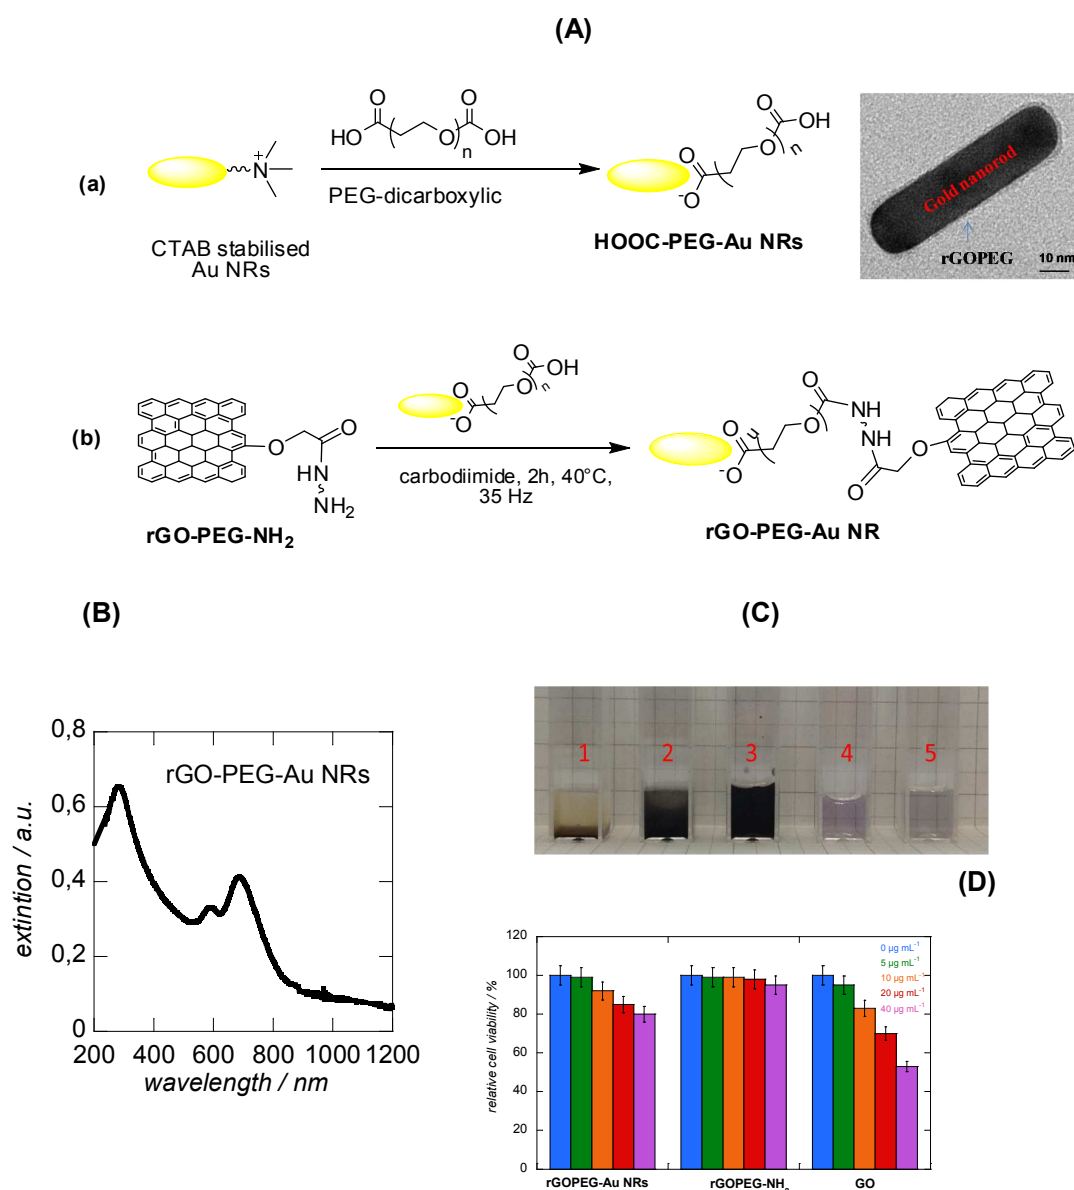 (A)
O
O
HO
O
OH
n
(a)
N
+
PEG-dicarboxylic
CTAB stabilised
Au NRs
O
-O
O
n
O
OH
HOOC-PEG-Au NRs
Gold nanorod
rGOPEG
10 nm
(b)
O
O
HN
NH2
rGO-PEG-NH2
O
-O
O
n
O
OH
carbodiimide, 2h, 40°C,
35 Hz
O
-O
O
O
NH
NH
O
O
rGO-PEG-Au NR
(B)
(C)
0,8
0,6
0,4
0,2
0
rGO-PEG-Au NRs
extintion / a.u.
200 400 600 800 1000 1200
wavelength / nm
1 2 3 4 5
(D)
120
100
80
60
40
20
0
relative cell viability / %
0 µg mL-1
5 µg mL-1
10 µg mL-1
20 µg mL-1
40 µg mL-1
rGOPEG-Au NRs rGOPEG-NH2 GO